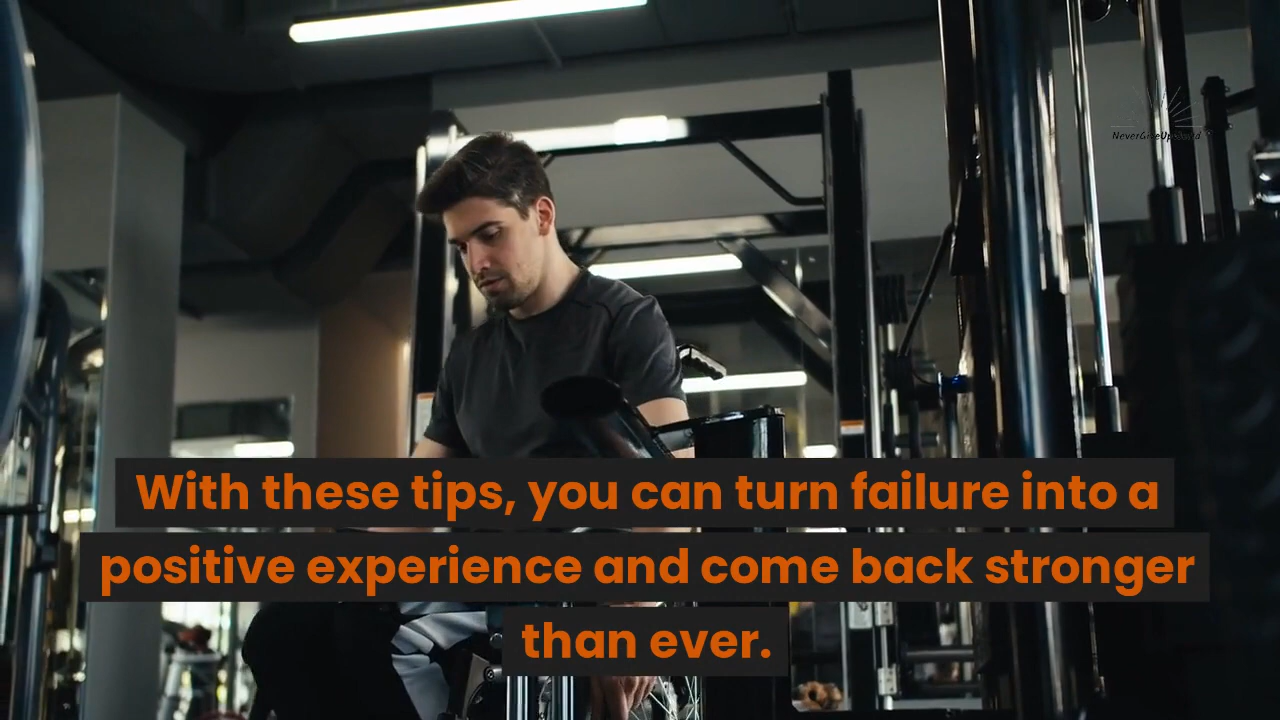 With these tips, you can turn failure into a
positive experience and come back stronger
than ever.